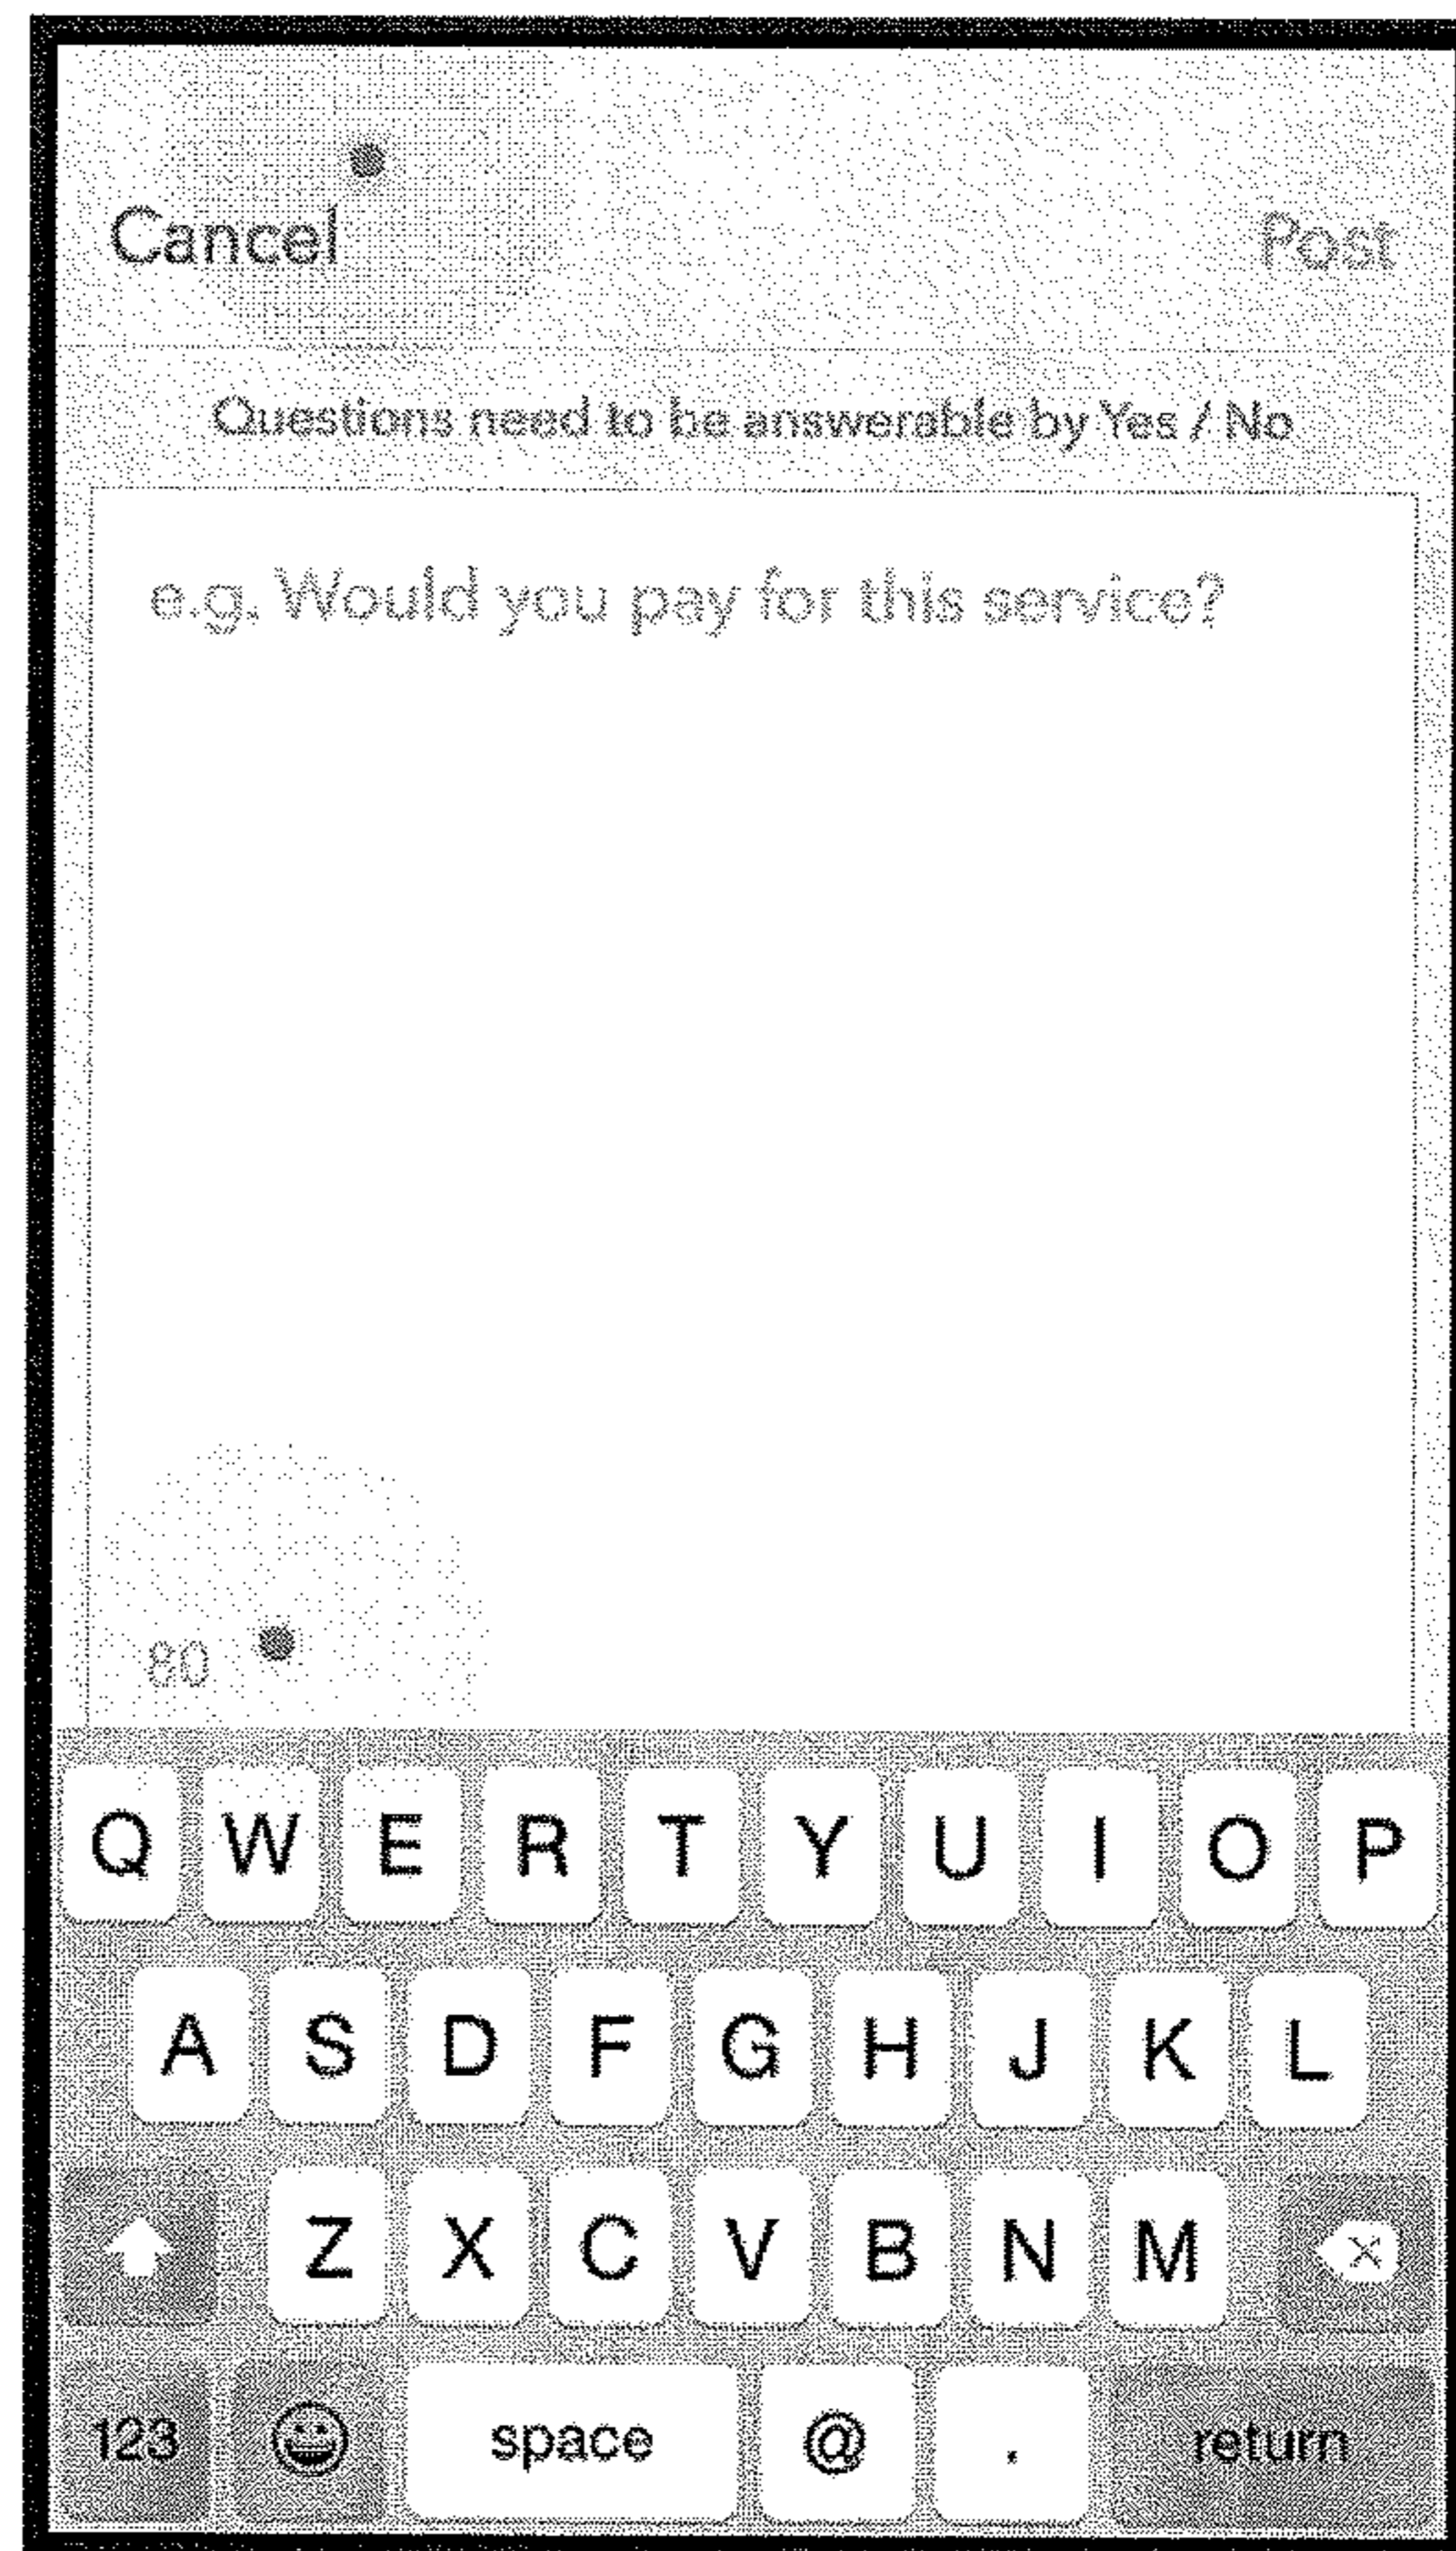 Cancel Post
Questions need to be answerable by Yes / No
e.g. Would you pay for this service?
80
Q W E R T Y U I O P
A S D F G H J K L
Z X C V B N M
123 space @ . return